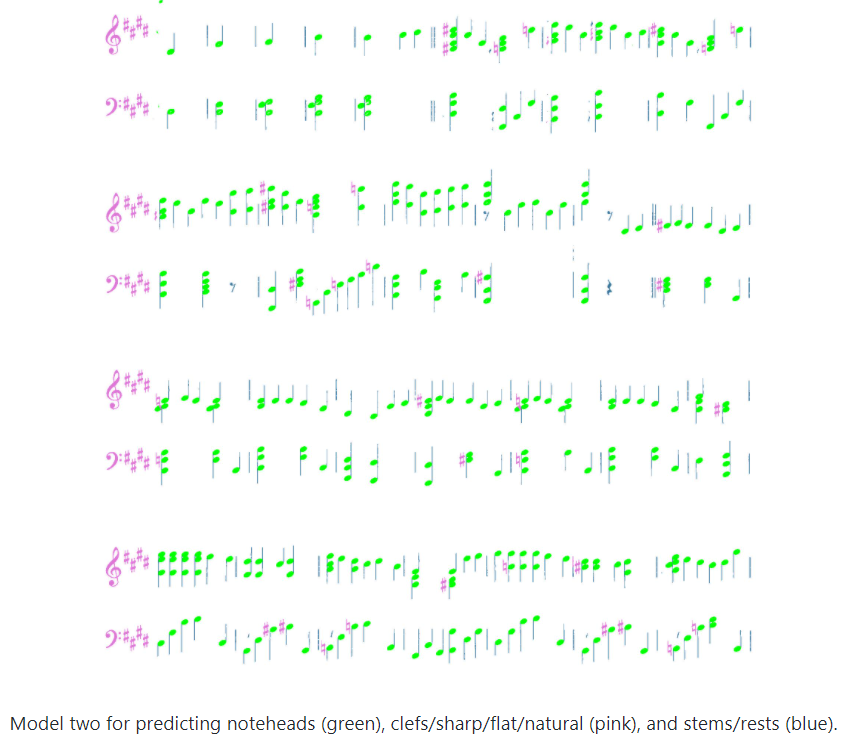 Model two for predicting noteheads (green), clefs/sharp/flat/natural (pink), and stems/rests (blue).